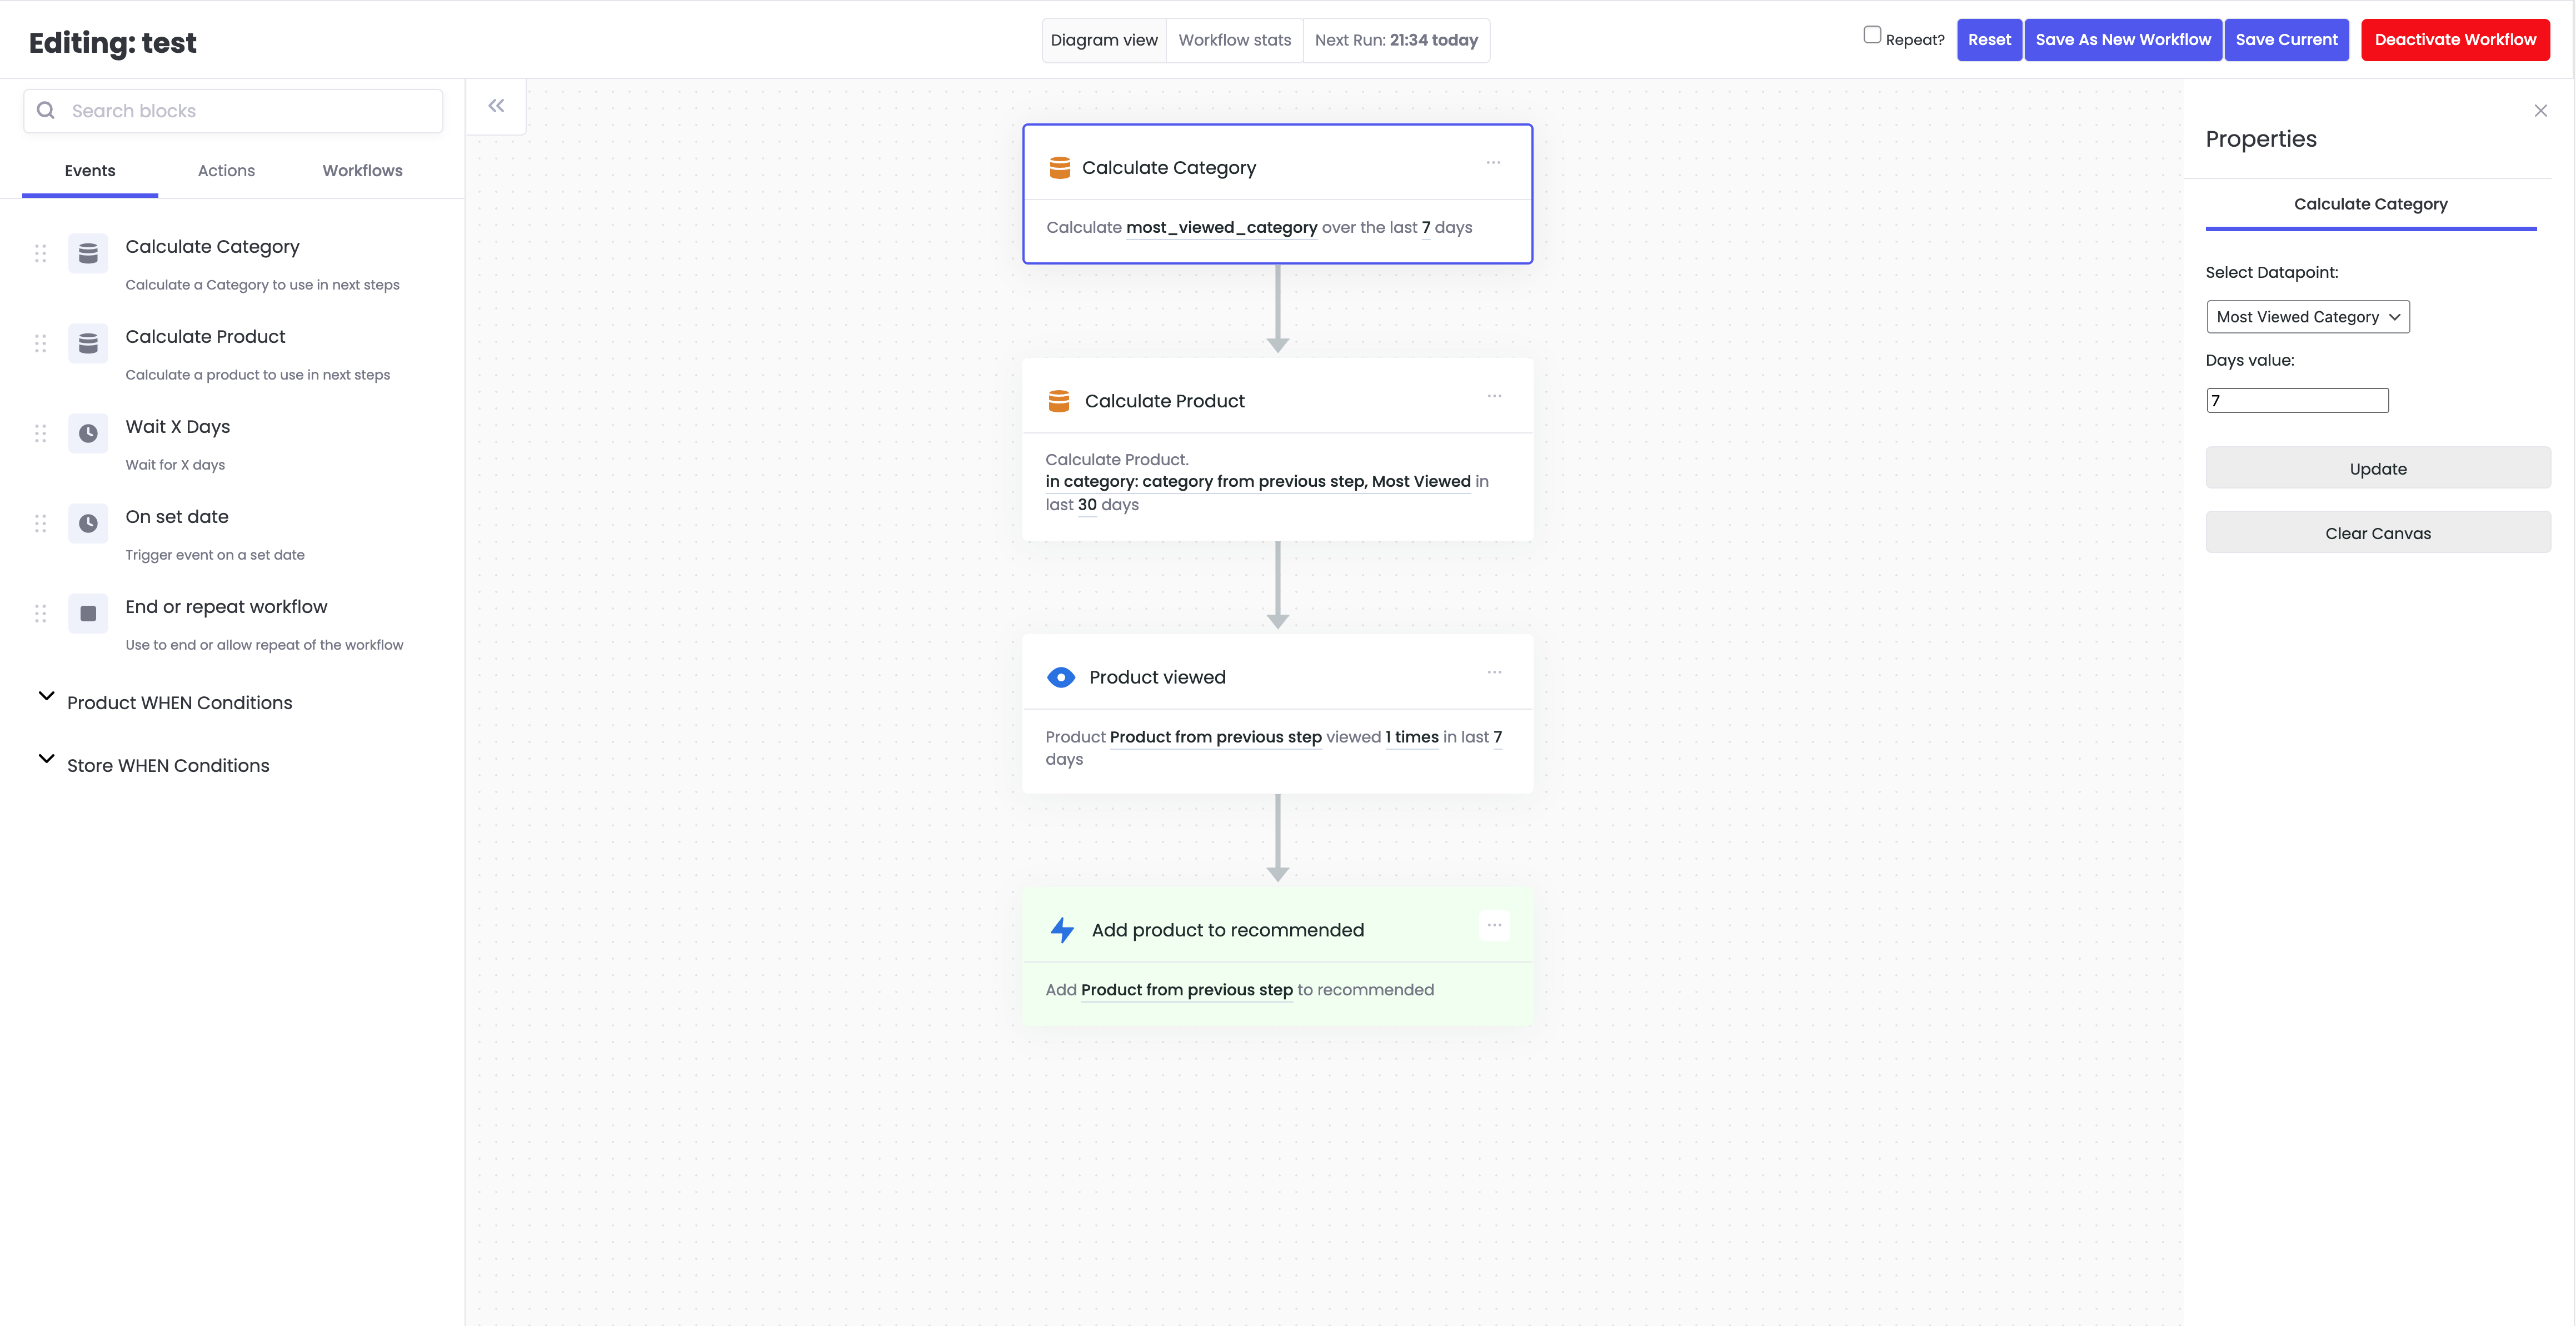 Editing: test
Diagram view
Workflow stats
Next Run: 21:34 today
Repeat?
Reset
Save As New Workflow
Save Current
Deactivate Workflow
Search blocks
Events
Actions
Workflows
Calculate Category
Calculate a Category to use in next steps
Calculate Product
Calculate a product to use in next steps
Wait X Days
Wait for X days
On set date
Trigger event on a set date
End or repeat workflow
Use to end or allow repeat of the workflow
Product WHEN Conditions
Store WHEN Conditions
Calculate Category
Calculate most_viewed_category over the last 7 days
Calculate Product
Calculate Product.
in category: category from previous step, Most Viewed in
last 30 days
Product viewed
Product Product from previous step viewed 1 times in last 7
days
Add product to recommended
Add Product from previous step to recommended
Properties
Calculate Category
Select Datapoint:
Most Viewed Category
Days value:
7
Update
Clear Canvas